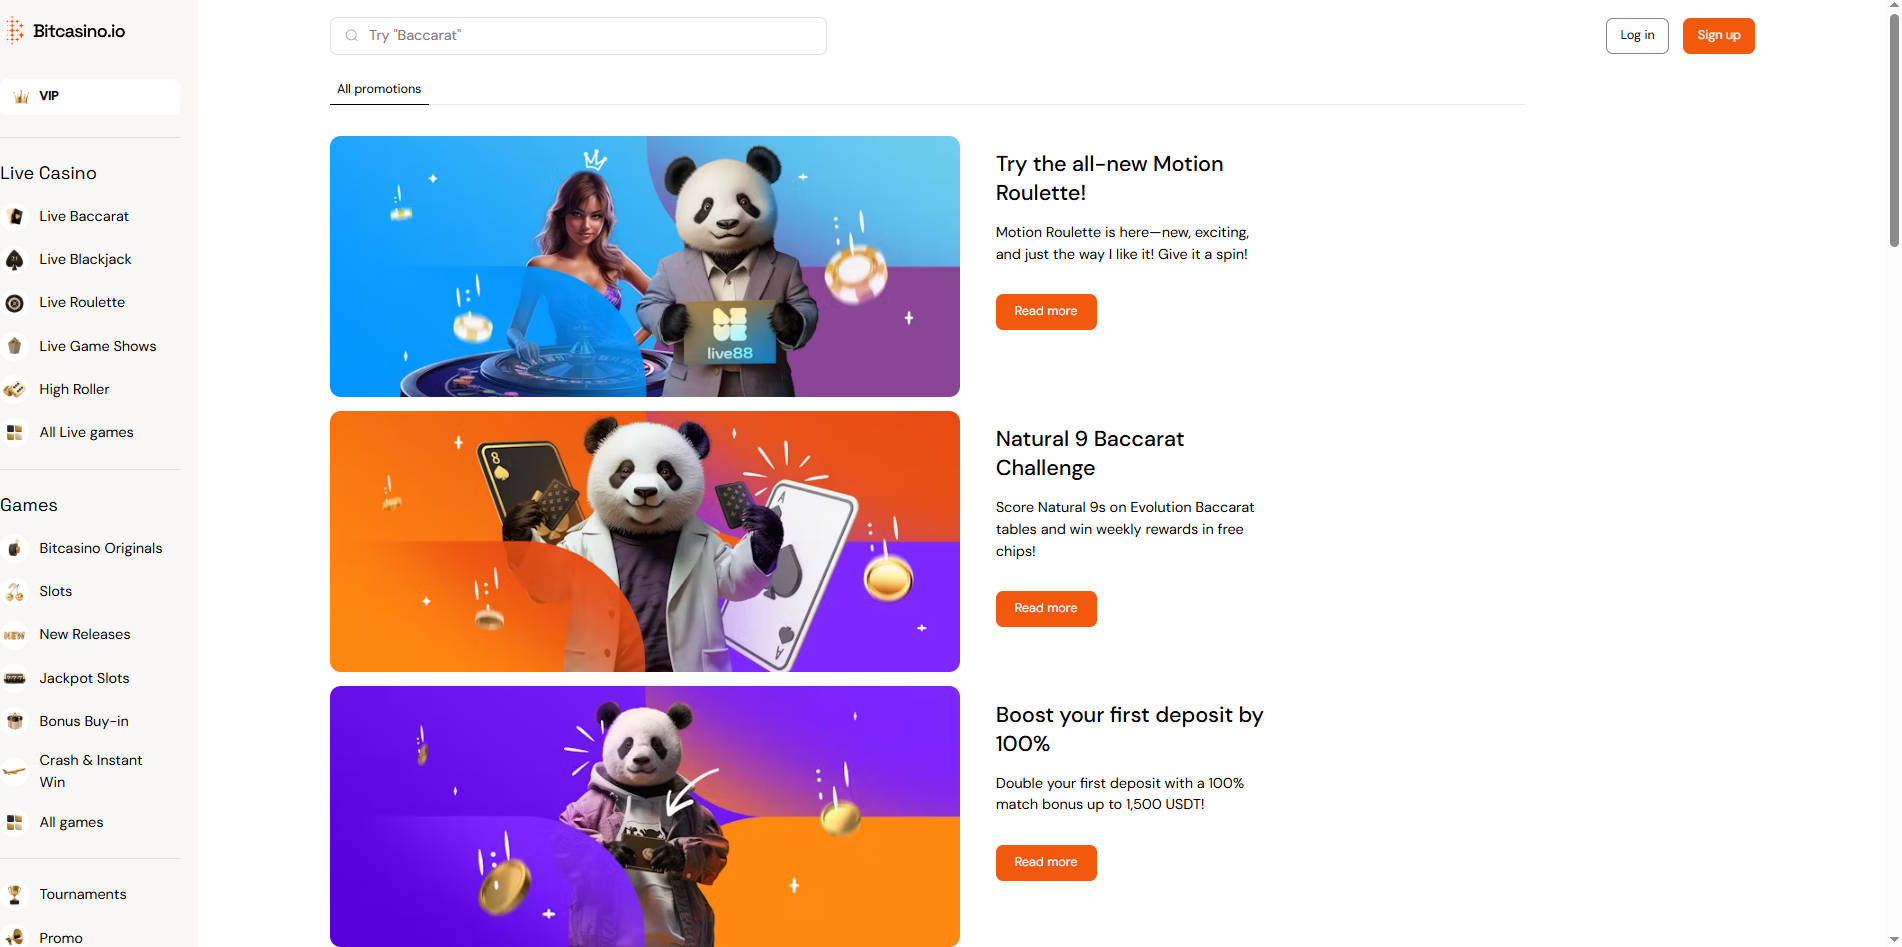 Bitcasino.io
VIP
Live Casino
Live Baccarat
Live Blackjack
Live Roulette
Live Game Shows
High Roller
All Live games
Games
Bitcasino Originals
Slots
New Releases
Jackpot Slots
Bonus Buy-in
Crash & Instant
Win
All games
Tournaments
Promo
Try "Baccarat"
Log in
Sign up
All promotions
live88
Try the all-new Motion
Roulette!
Motion Roulette is here—new, exciting,
and just the way I like it! Give it a spin!
Read more
8
A
A
Natural 9 Baccarat
Challenge
Score Natural 9s on Evolution Baccarat
tables and win weekly rewards in free
chips!
Read more
Boost your first deposit by
100%
Double your first deposit with a 100%
match bonus up to 1,500 USDT!
Read more